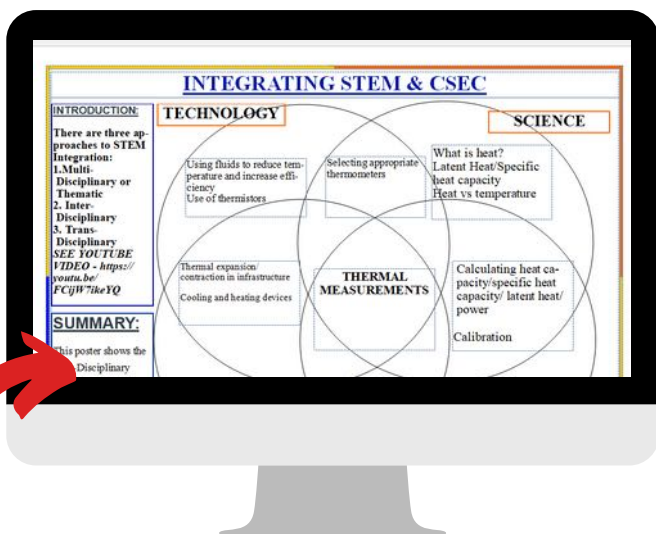 INTEGRATING STEM & CSEC
INTRODUCTION:
There are three ap-
proaches to STEM
Integration:
1.Multi-
Disciplinary or
Thematic
2. Inter-
Disciplinary
3. Trans-
Disciplinary
SEE YOUTUBE
VIDEO - https://
youtu.be/
FCijW7ikeYQ
SUMMARY:
This poster shows the
-Disciplinary
TECHNOLOGY
SCIENCE
Using fluids to reduce tem-
perature and increase effi-
ciency
Use of thermistors
Selecting appropriate
thermometers
What is heat?
Latent Heat/Specific
heat capacity
Heat vs temperature
Thermal expansion/
contraction in infrastructure
Cooling and heating devices
THERMAL
MEASUREMENTS
Calculating heat ca-
pacity/specific heat
capacity/ latent heat/
power
Calibration